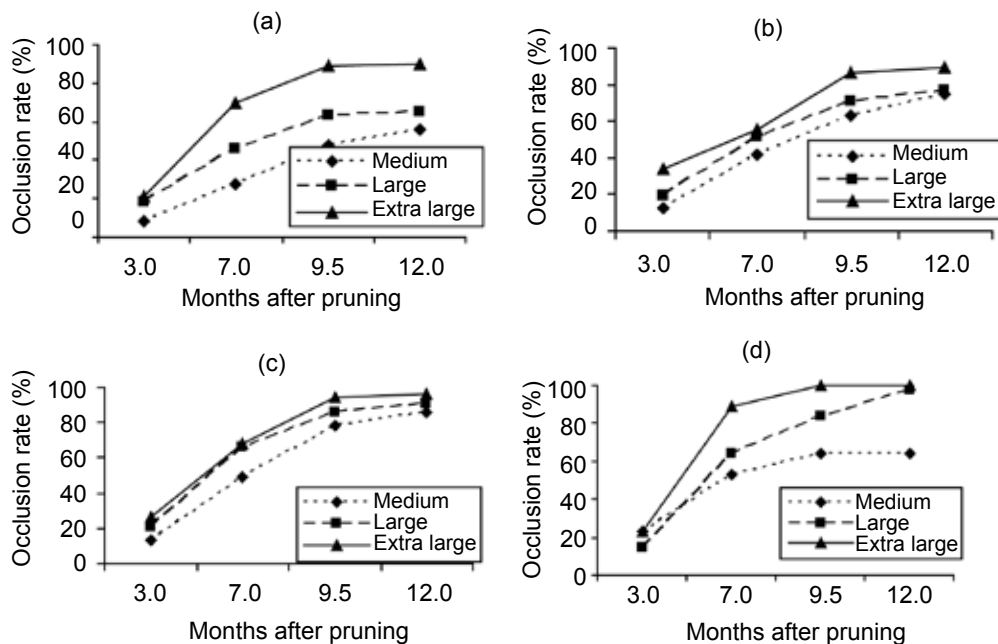 (a)
Occlusion rate (%)
100
80
60
40
20
0
Medium
Large
Extra large
3.0 7.0 9.5 12.0
Months after pruning
(b)
Occlusion rate (%)
100
80
60
40
20
0
Medium
Large
Extra large
3.0 7.0 9.5 12.0
Months after pruning
(c)
Occlusion rate (%)
100
80
60
40
20
0
Medium
Large
Extra large
3.0 7.0 9.5 12.0
Months after pruning
(d)
Occlusion rate (%)
100
80
60
40
20
0
Medium
Large
Extra large
3.0 7.0 9.5 12.0
Months after pruning